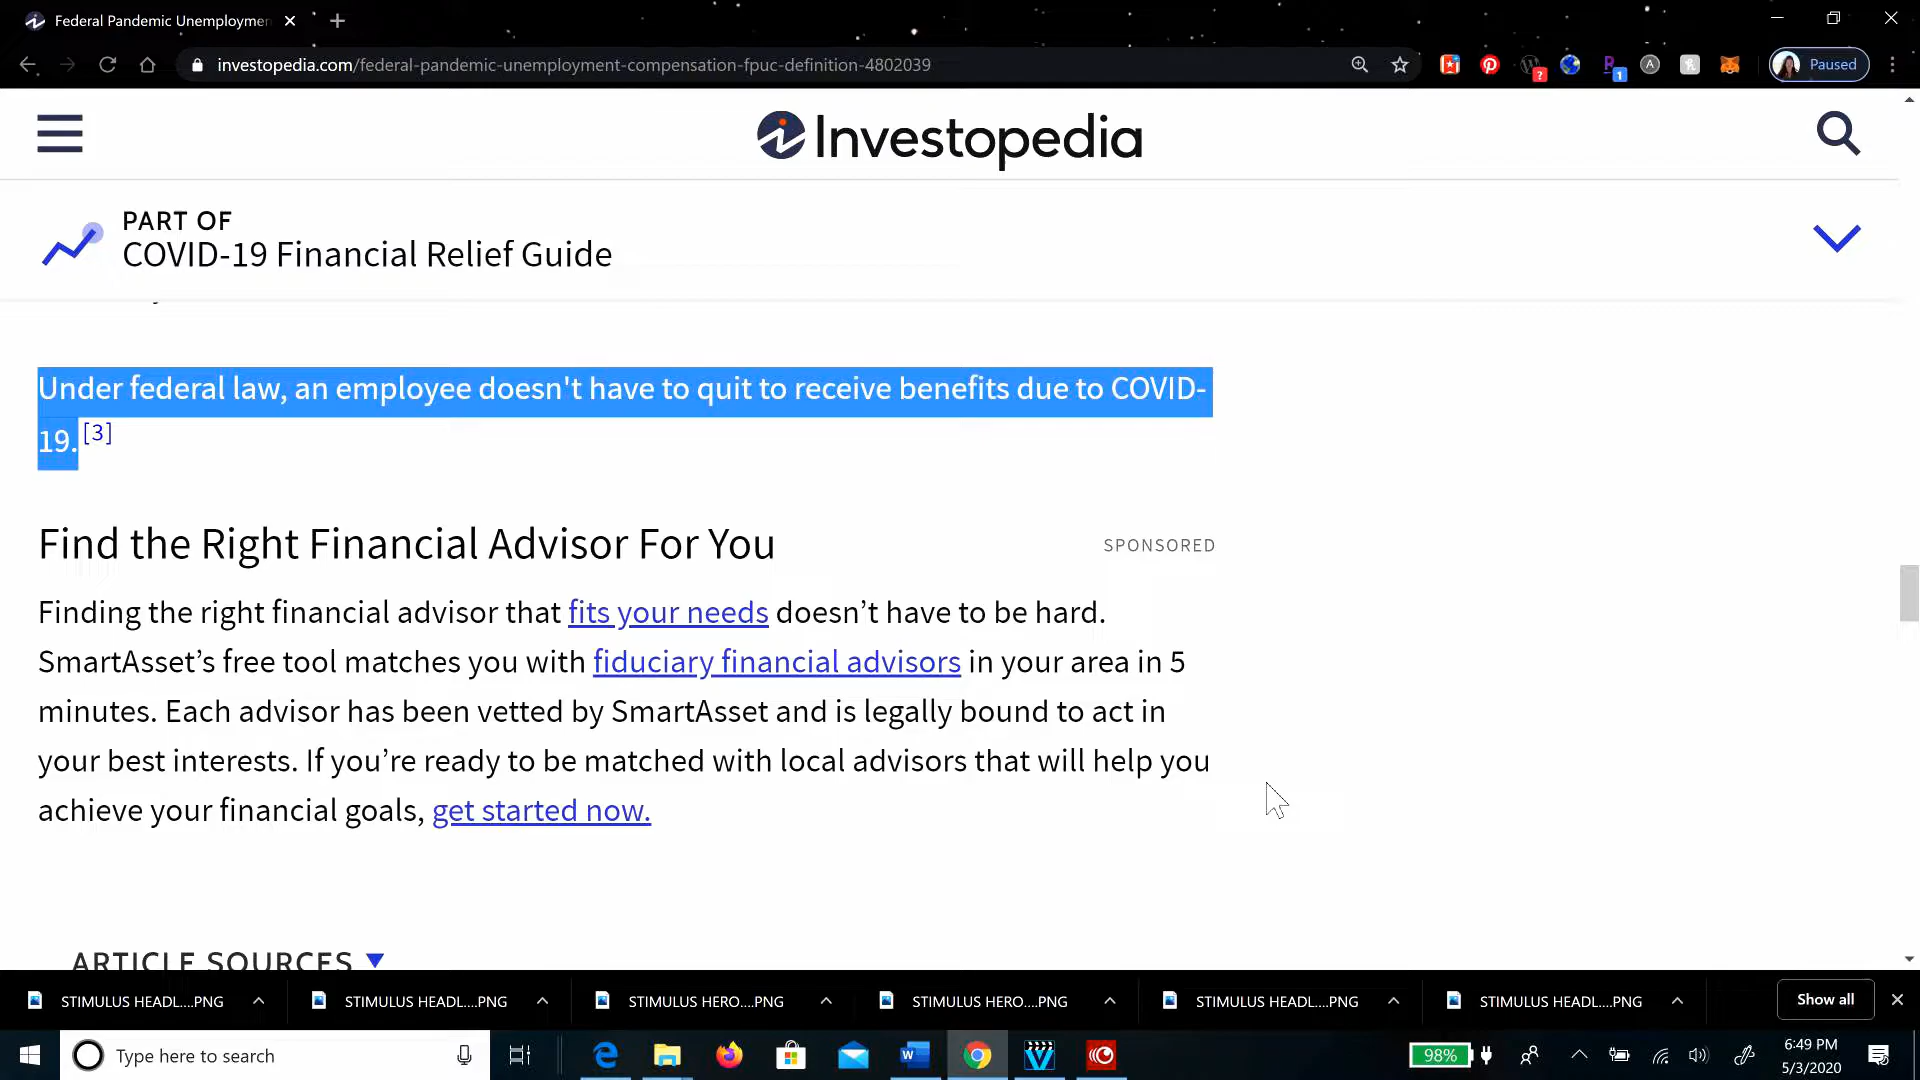 Federal Pandemic Unemploymen
investopedia.com/federal-pandemic-unemployment-compensation-fpuc-definition-4802039
Paused
Investopedia
PART OF
COVID-19 Financial Relief Guide
Under federal law, an employee doesn't have to quit to receive benefits due to COVID-
19. [3]
Find the Right Financial Advisor For You
SPONSORED
Finding the right financial advisor that fits your needs doesn’t have to be hard.
SmartAsset’s free tool matches you with fiduciary financial advisors in your area in 5
minutes. Each advisor has been vetted by SmartAsset and is legally bound to act in
your best interests. If you’re ready to be matched with local advisors that will help you
achieve your financial goals, get started now.
ARTICLE SOURCES
STIMULUS HEADL....PNG
STIMULUS HEADL....PNG
STIMULUS HERO....PNG
STIMULUS HERO....PNG
STIMULUS HEADL....PNG
STIMULUS HEADL....PNG
Show all
Type here to search
98%
6:49 PM
5/3/2020